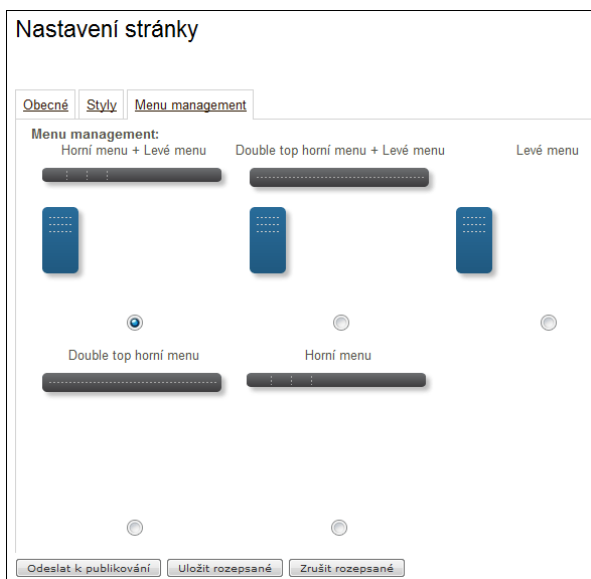 Nastavení stránky
Obecné Styly Menu management
Menu management:
Horní menu + Levé menu Double top horní menu + Levé menu Levé menu
Double top horní menu Horní menu
Odeslat k publikování Uložit rozepsané Zrušit rozepsané